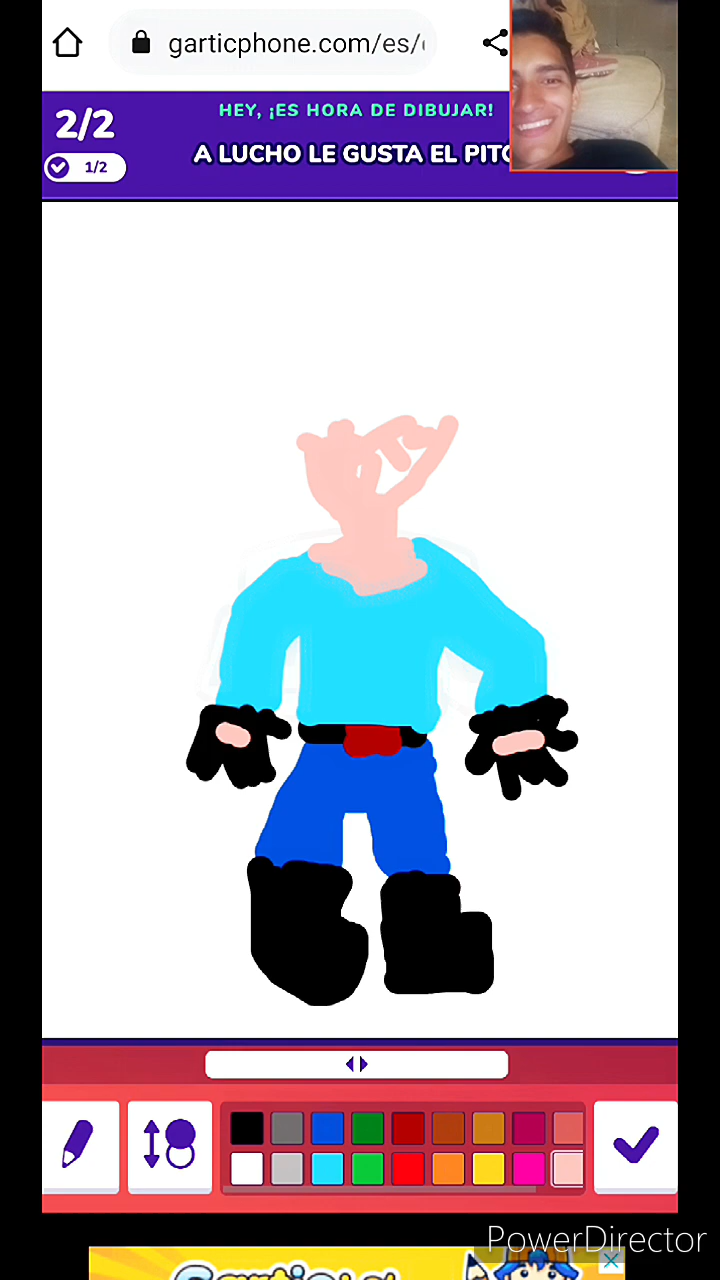 garticphone.com/es/
2/2
HEY, ¡ES HORA DE DIBUJAR!
1/2
A LUCHO LE GUSTA EL PITO
PowerDirector